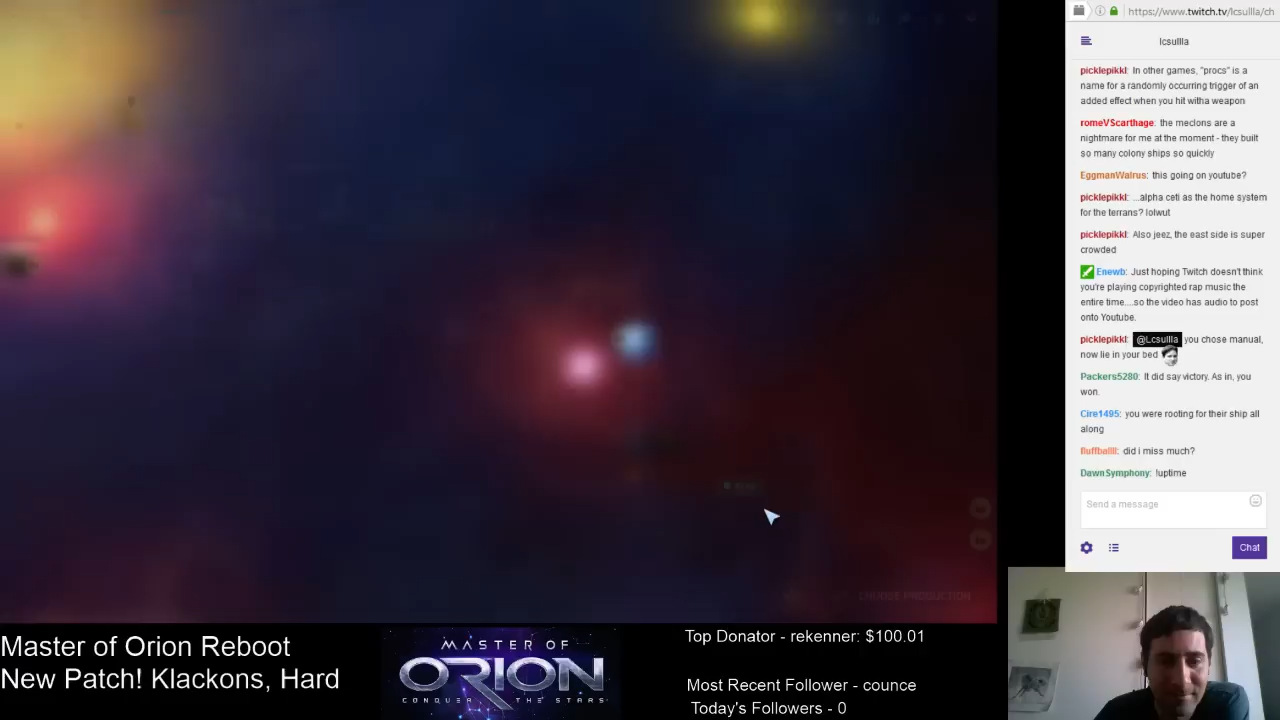 https://www.twitch.tv/lcsullla/ch
lcsullla
picklepikkl: In other games, "procs" is a
name for a randomly occurring trigger of an
added effect when you hit witha weapon
romeVScarthage: the meclons are a
nightmare for me at the moment - they built
so many colony ships so quickly
EggmanWalrus: this going on youtube?
picklepikkl: ...alpha ceti as the home system
for the terrans? lolwut
picklepikkl: Also jeez, the east side is super
crowded
Enewb: Just hoping Twitch doesn't think
you're playing copyrighted rap music the
entire time....so the video has audio to post
onto Youtube.
picklepikkl: @Lcsullla you chose manual,
now lie in your bed
Packers5280: It did say victory. As in, you
won.
Cire1495: you were rooting for their ship all
along
fluffballll: did i miss much?
DawnSymphony: !uptime
Send a message
Chat
CHOOSE PRODUCTION
Master of Orion Reboot
New Patch! Klackons, Hard
MASTER OF
ORION
CONQUER THE STARS
Top Donator - rekenner: $100.01
Most Recent Follower - counce
Today's Followers - 0